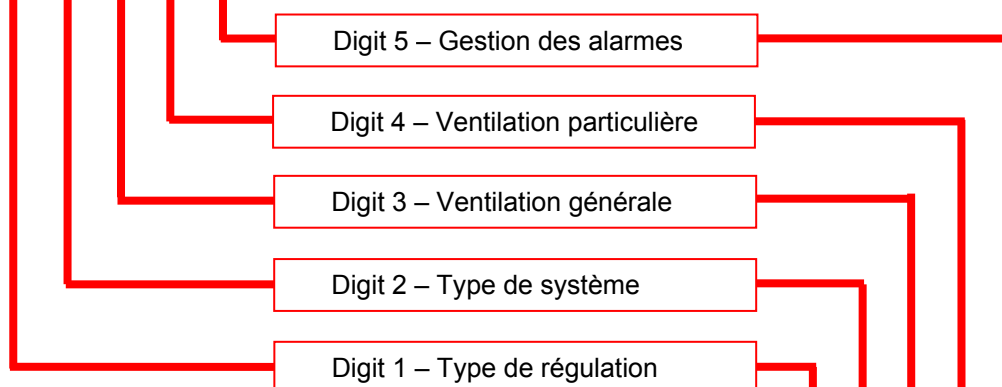 Digit 5 – Gestion des alarmes
Digit 4 – Ventilation particulière
Digit 3 – Ventilation générale
Digit 2 – Type de système
Digit 1 – Type de régulation